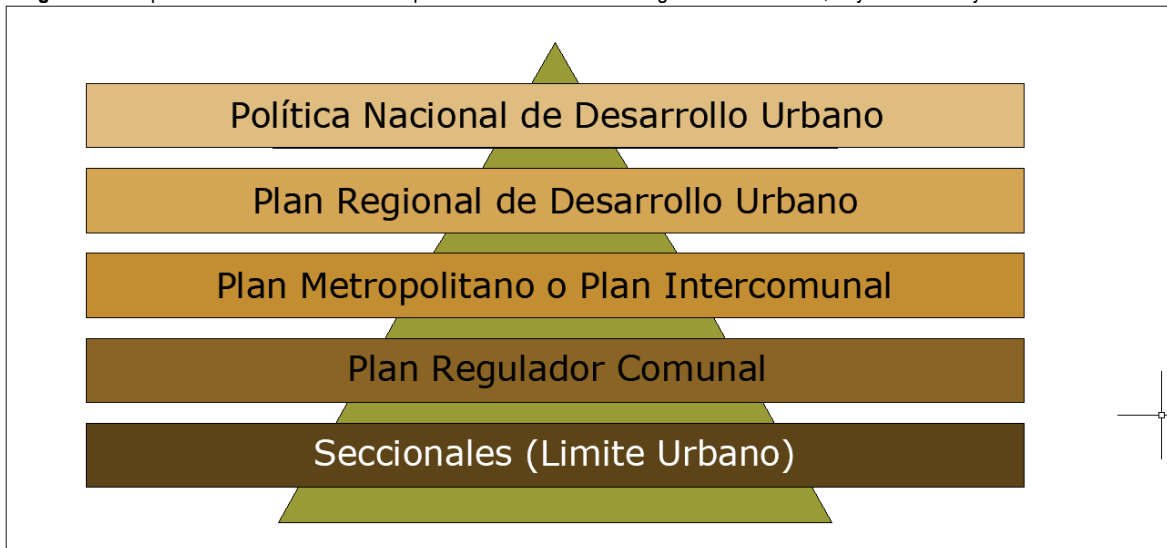 Política Nacional de Desarrollo Urbano
Plan Regional de Desarrollo Urbano
Plan Metropolitano o Plan Intercomunal
Plan Regulador Comunal
Seccionales (Limite Urbano)